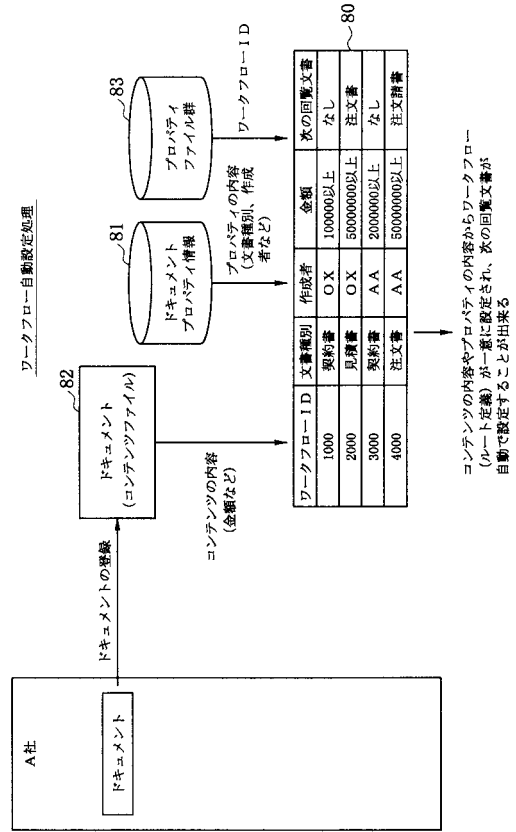 ワークフロー自動設定処理
A社
ドキュメント
ドキュメントの登録
82
ドキュメント
(コンテンツファイル)
81
ドキュメント
プロパティ情報
83
プロパティ
ファイル群
コンテンツの内容
(金額など)
プロパティの内容
(文書種別、作成
者など)
ワークフローID
80
ワークフローID 文書種別 作成者 金額 次の回覧文書
1000 契約書 OX 100000以上 なし
2000 見積書 OX 50000000以上 注文書
3000 契約書 AA 2000000以上 なし
4000 注文書 AA 50000000以上 注文請書
コンテンツの内容やプロパティの内容からワークフロー
(ルート定義)が一意に設定され、次の回覧文書が
自動で設定することが出来る